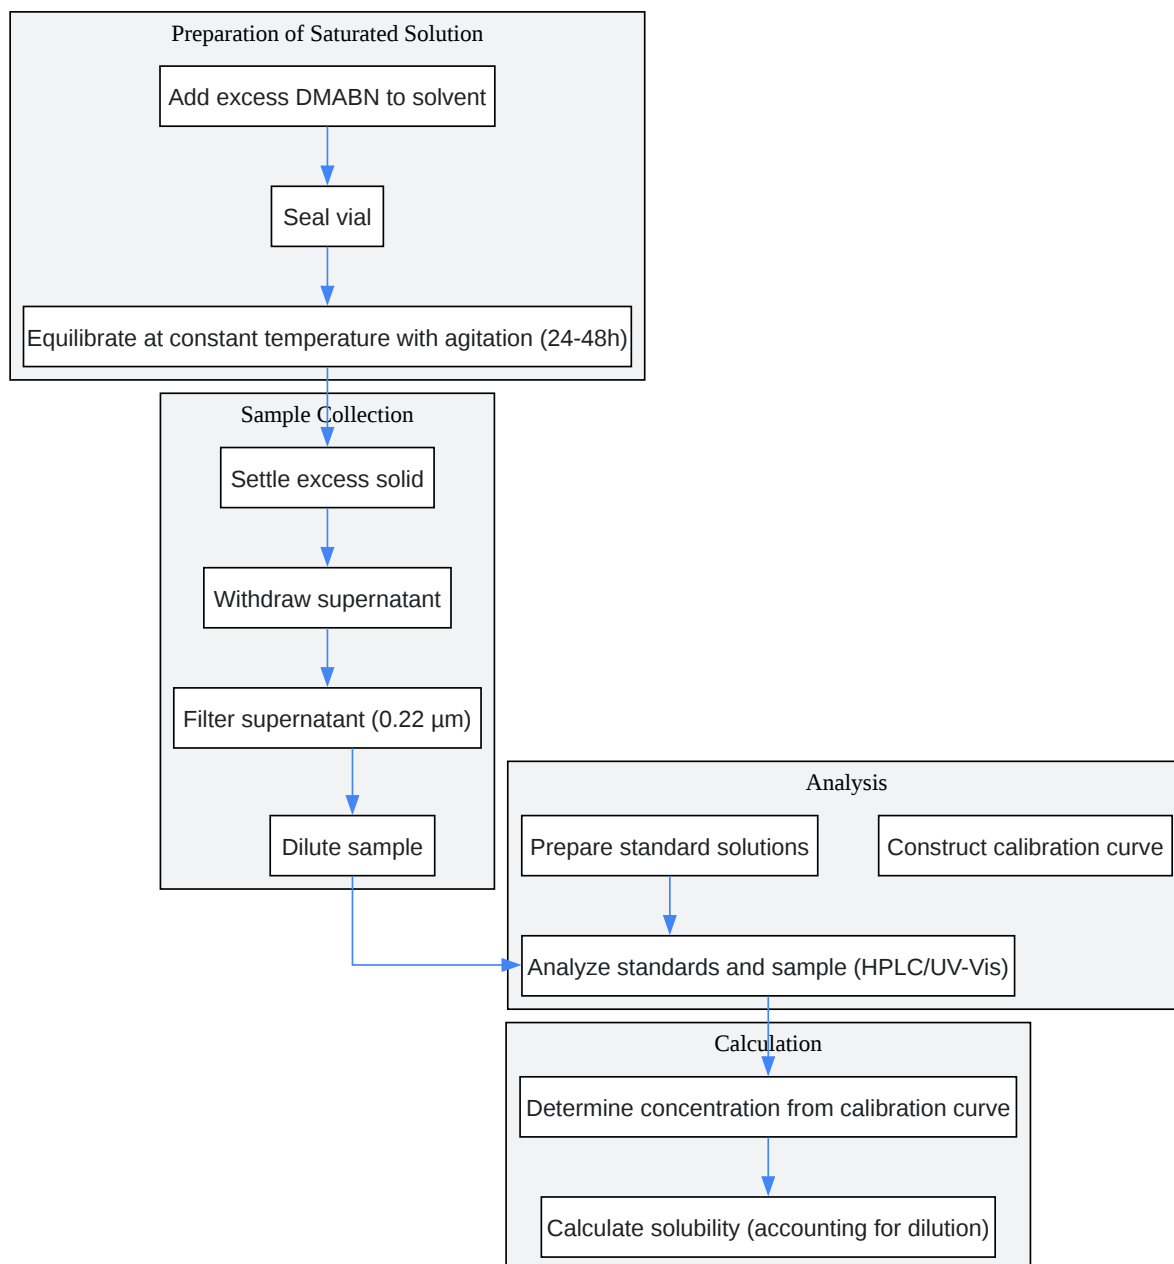 Preparation of Saturated Solution
Add excess DMABN to solvent
Seal vial
Equilibrate at constant temperature with agitation (24-48h)
Sample Collection
Settle excess solid
Withdraw supernatant
Filter supernatant (0.22 µm)
Dilute sample
Analysis
Prepare standard solutions
Construct calibration curve
Analyze standards and sample (HPLC/UV-Vis)
Calculation
Determine concentration from calibration curve
Calculate solubility (accounting for dilution)